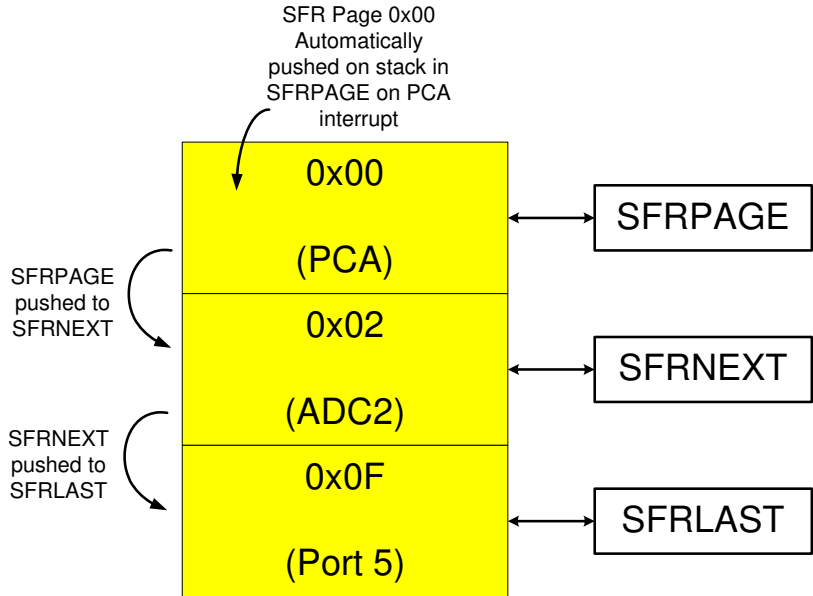 SFR Page 0x00
Automatically
pushed on stack in
SFRPAGE on PCA
interrupt
0x00
(PCA)
SFRPAGE
SFRPAGE
pushed to
SFRNEXT
0x02
(ADC2)
SFRNEXT
SFRNEXT
pushed to
SFRLAST
0x0F
(Port 5)
SFRLAST